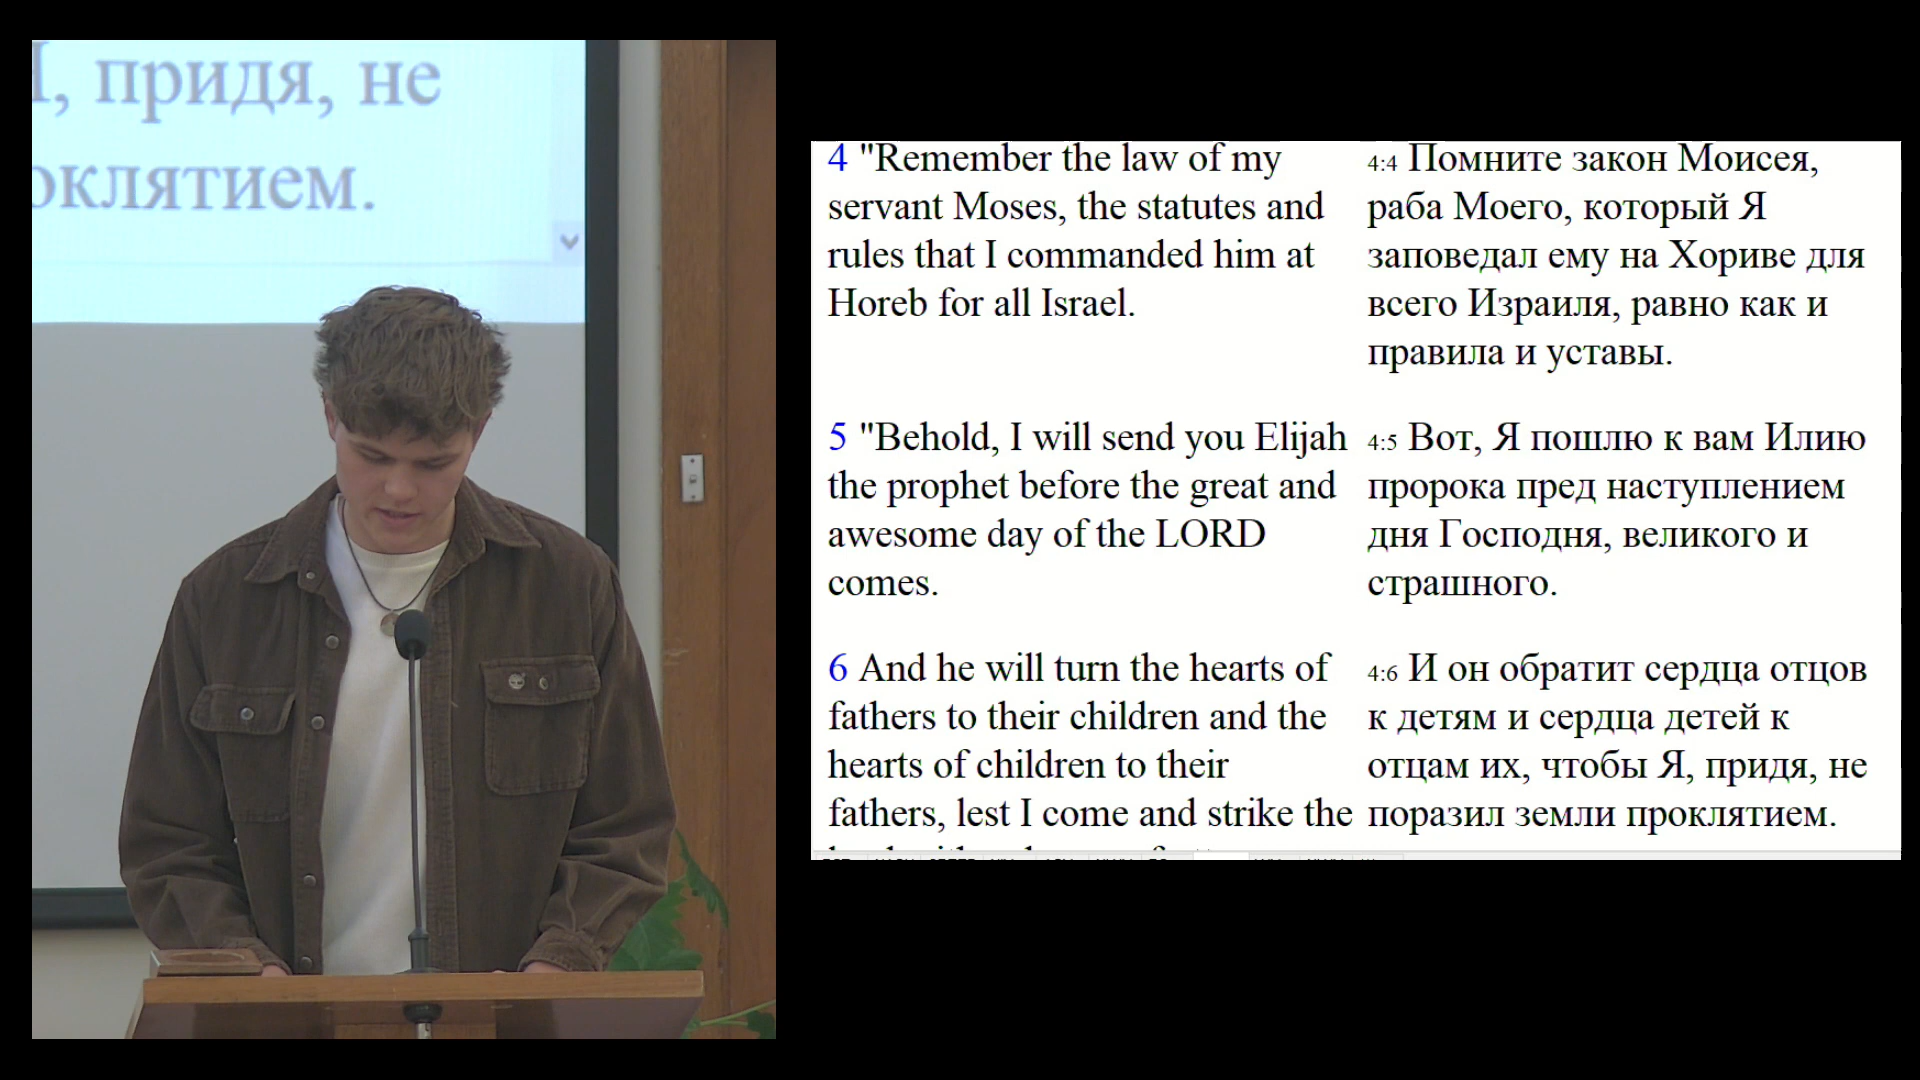 , придя, не
оклятием.
4 "Remember the law of my
servant Moses, the statutes and
rules that I commanded him at
Horeb for all Israel.
4:4 Помните закон Моисея,
раба Моего, который Я
заповедал ему на Хориве для
всего Израиля, равно как и
правила и уставы.
5 "Behold, I will send you Elijah
the prophet before the great and
awesome day of the LORD
comes.
4:5 Вот, Я пошлю к вам Илию
пророка пред наступлением
дня Господня, великого и
страшного.
6 And he will turn the hearts of
fathers to their children and the
hearts of children to their
fathers, lest I come and strike the
4:6 И он обратит сердца отцов
к детям и сердца детей к
отцам их, чтобы Я, придя, не
поразил земли проклятием.